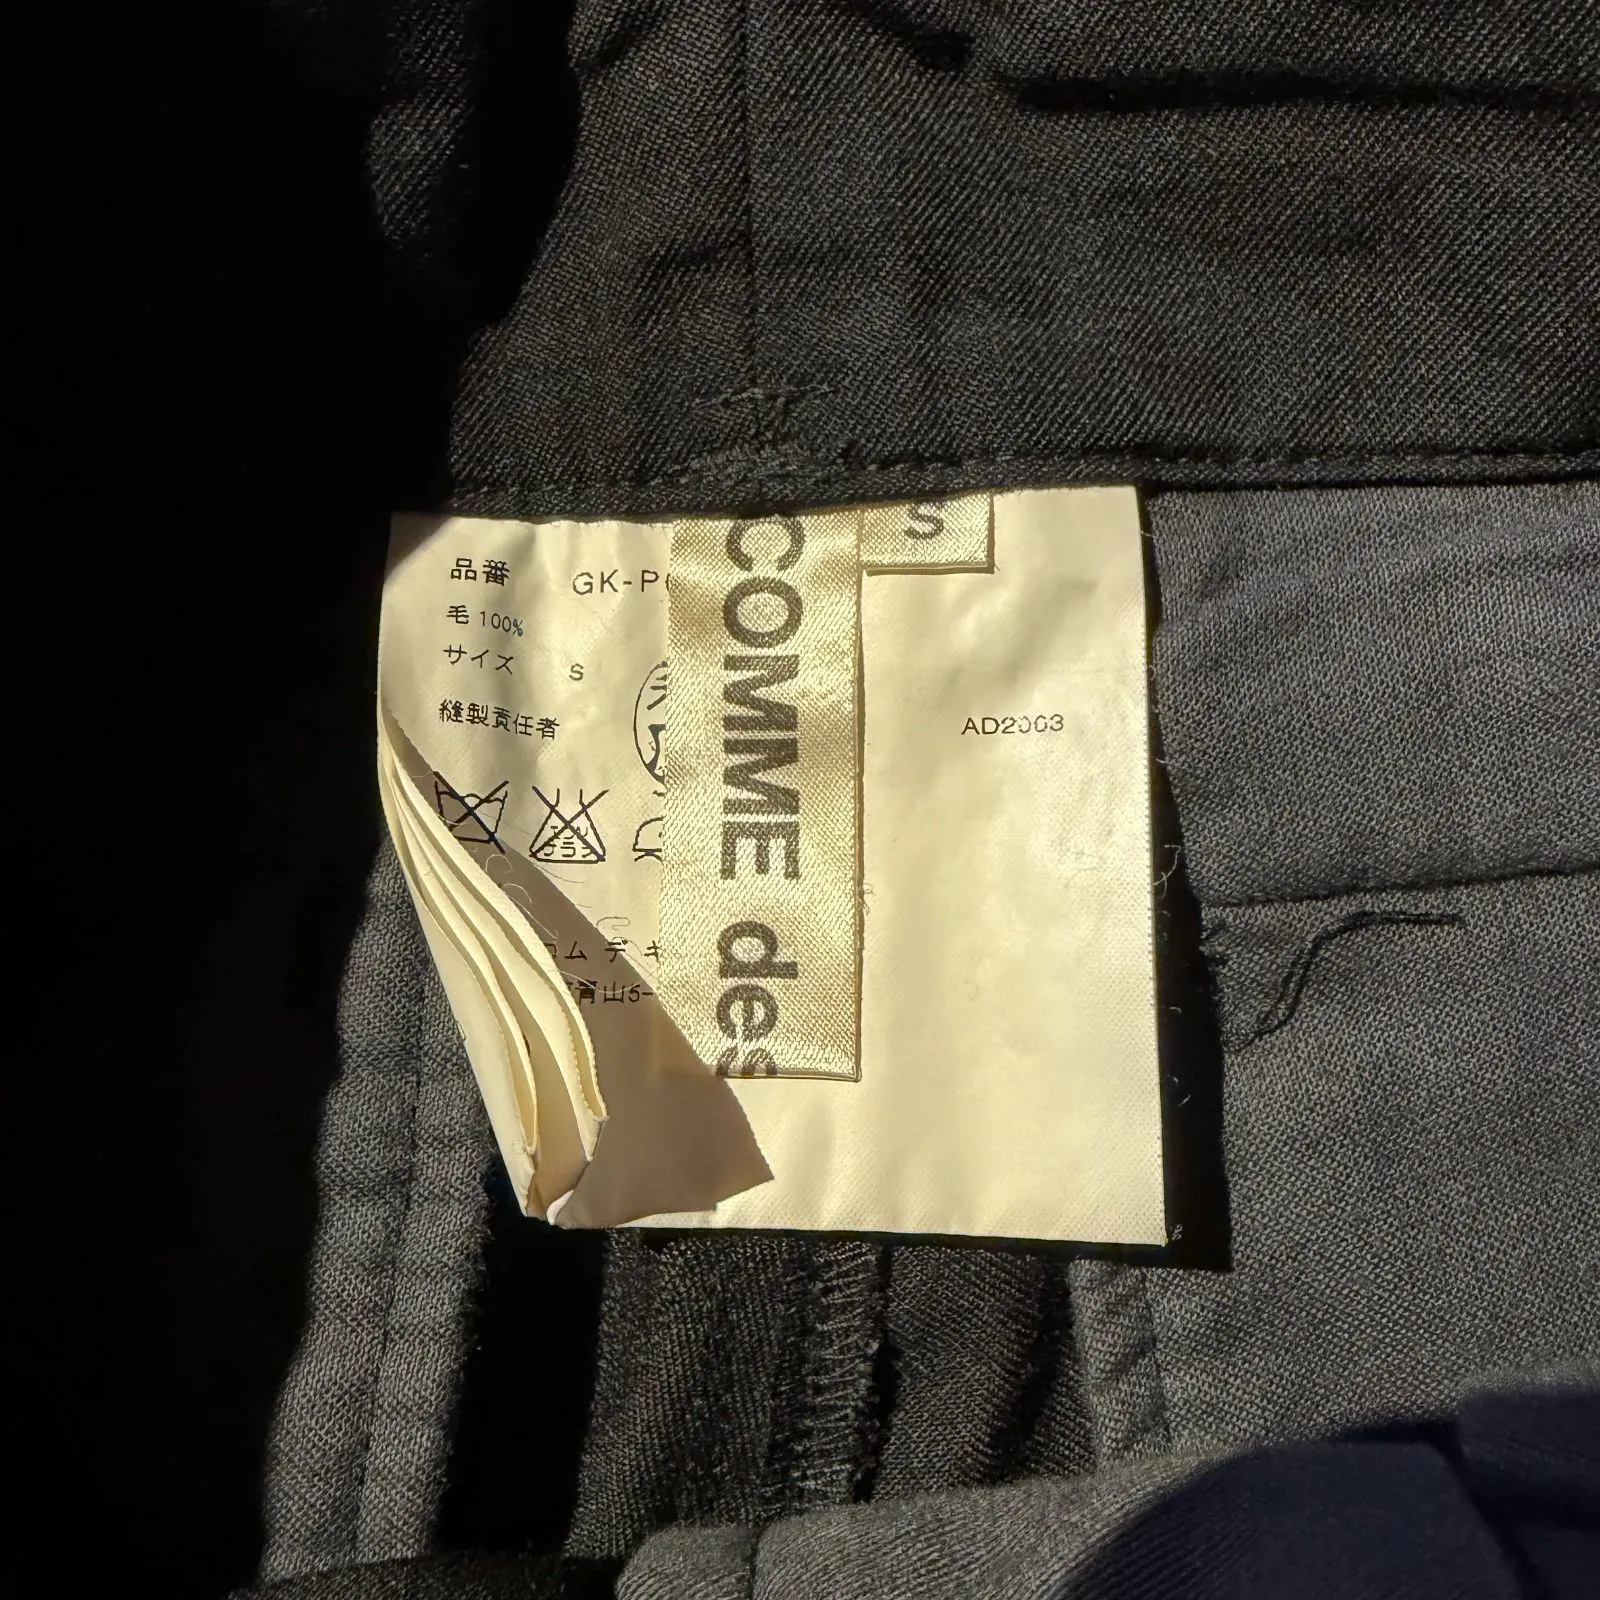 品番 GK-P
毛 100%
サイズ S
縫製責任者
コムデ
青山5-
COMME des
S
AD2003